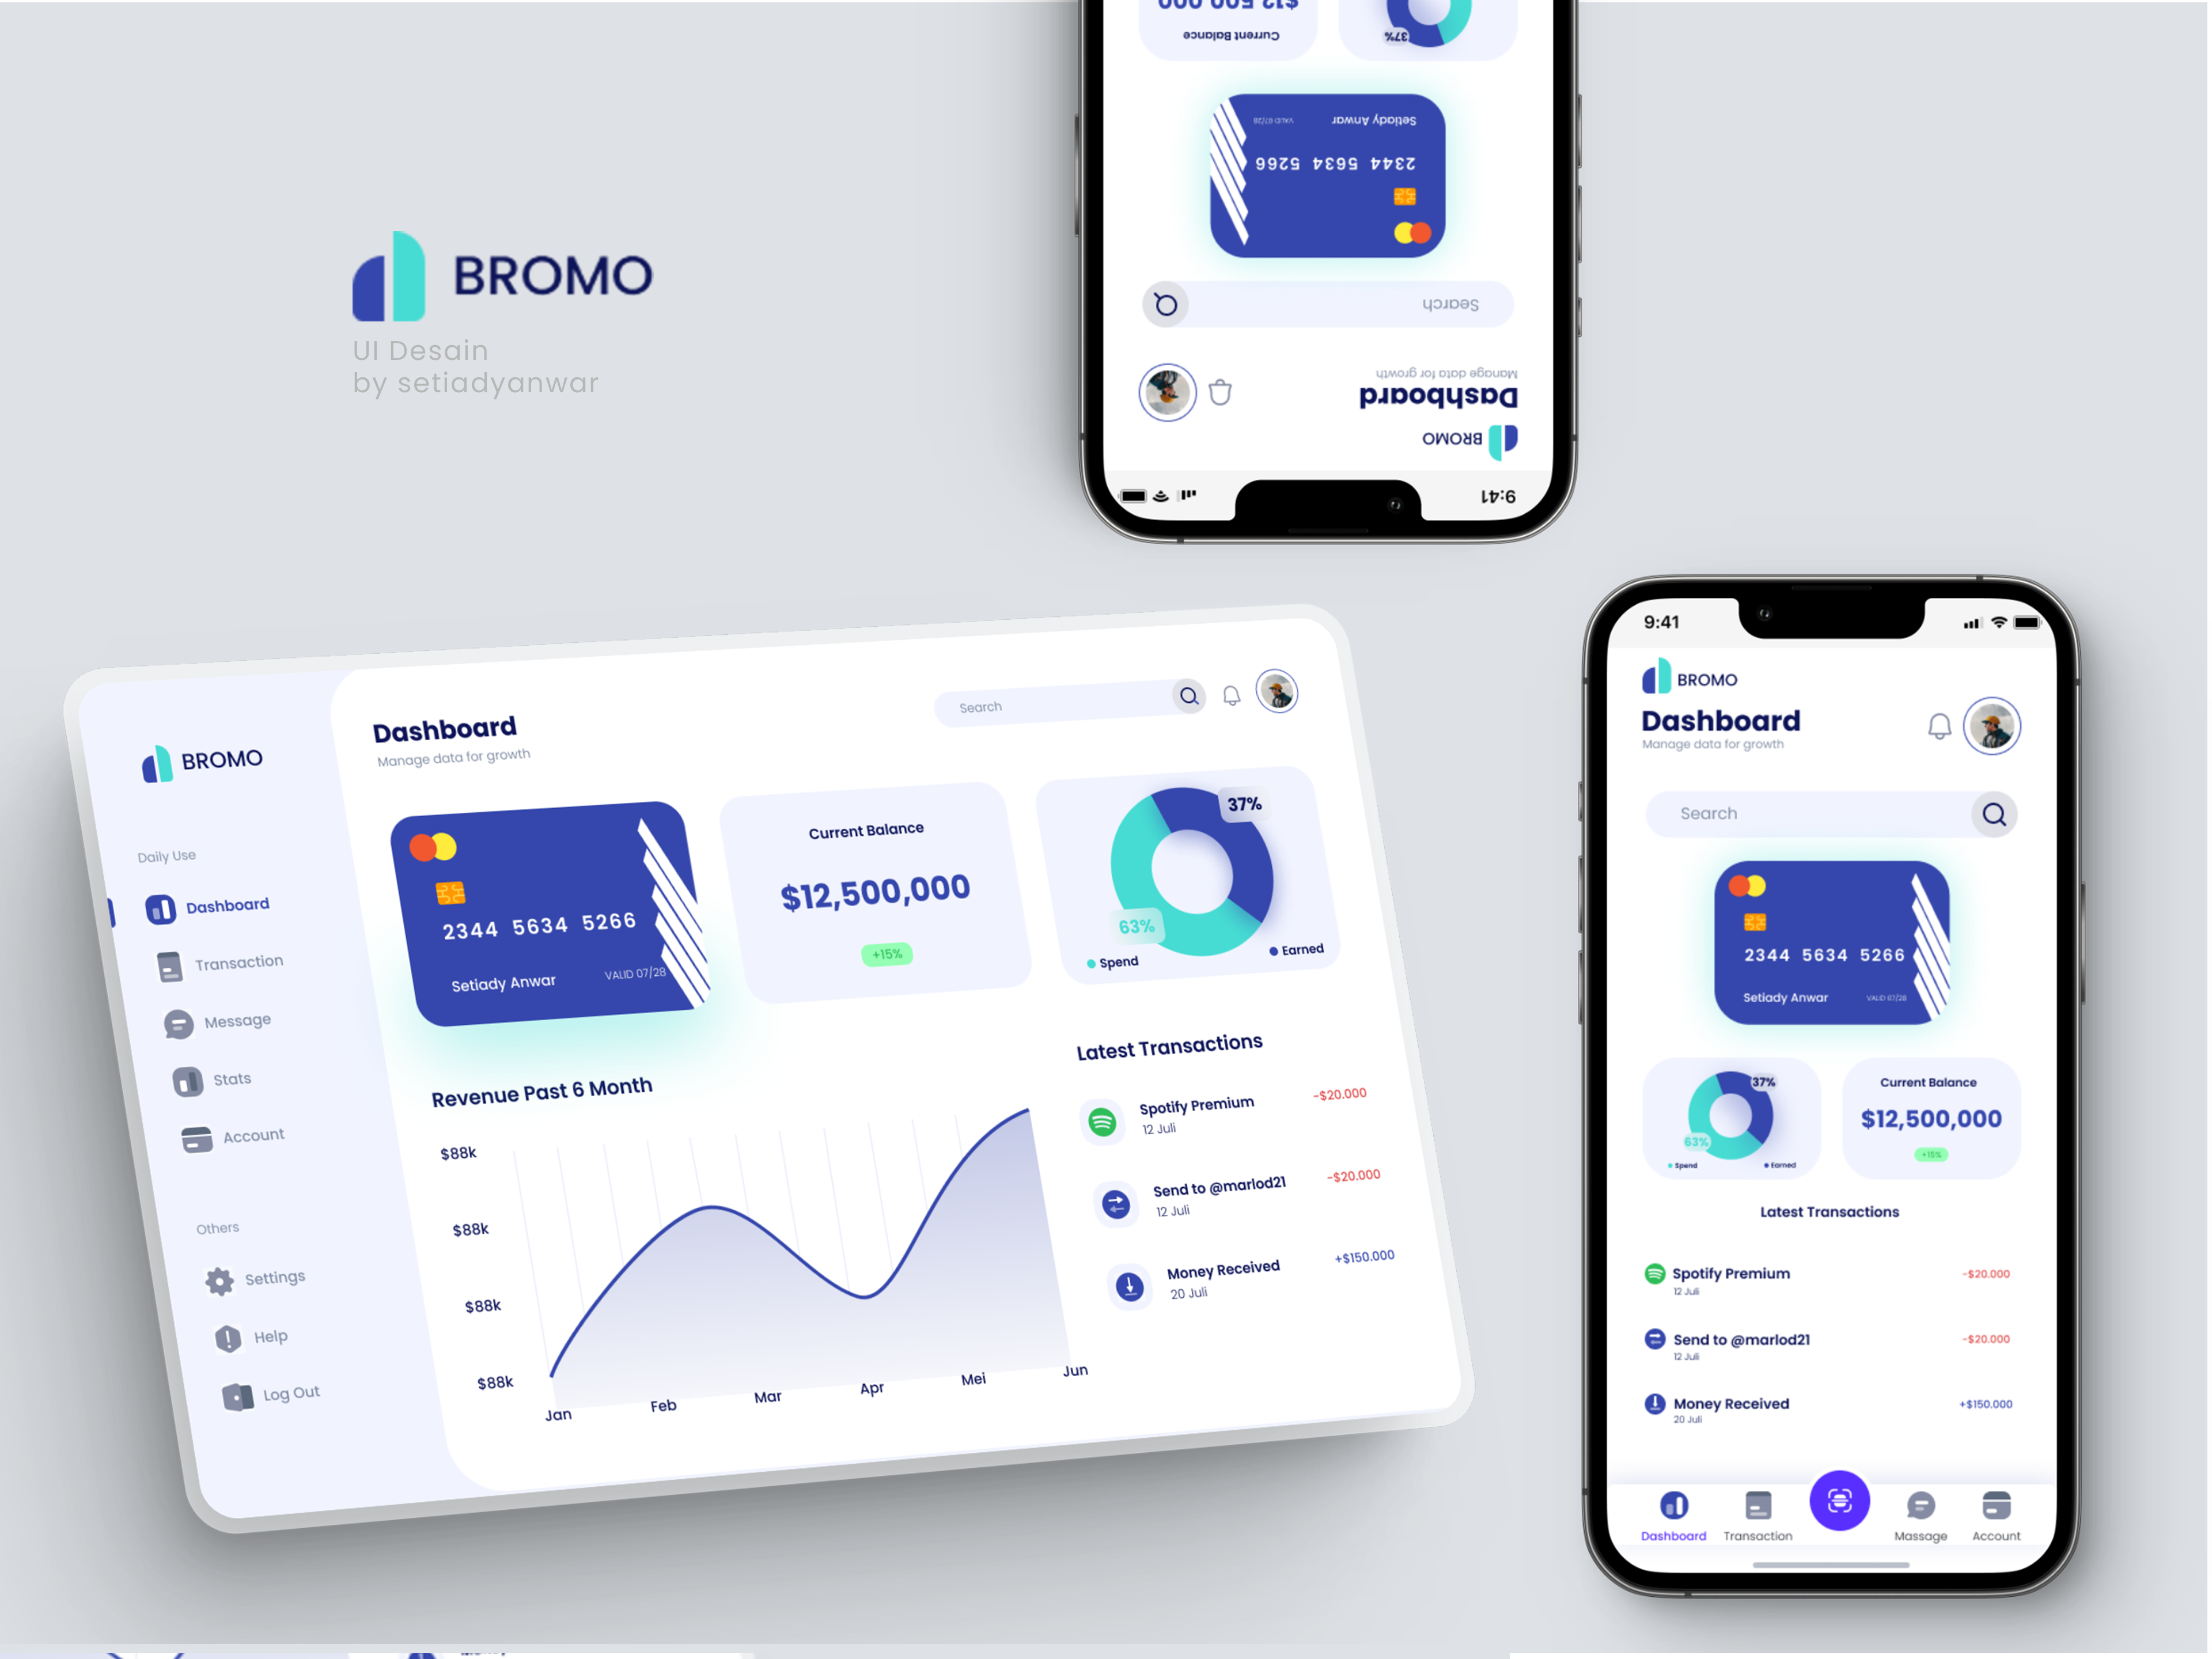 BROMO
UI Desain
by setiadyanwar
$12,500,000
Current Balance
37%
Setiady Anwar
VALID 07/28
2344 5634 5266
Search
Manage data for growth
Dashboard
BROMO
9:41
BROMO
Daily Use
Dashboard
Transaction
Message
Stats
Account
Others
Settings
Help
Log Out
Dashboard
Manage data for growth
Search
2344 5634 5266
Setiady Anwar
VALID 07/28
Current Balance
$12,500,000
+15%
37%
63%
Spend
Earned
Revenue Past 6 Month
$88k
$88k
$88k
$88k
Jan
Feb
Mar
Apr
Mei
Jun
Latest Transactions
Spotify Premium
12 Juli
-$20.000
Send to @marlod21
12 Juli
-$20.000
Money Received
20 Juli
+$150.000
9:41
BROMO
Dashboard
Manage data for growth
Search
2344 5634 5266
Setiady Anwar
VALID 07/28
37%
63%
Spend
Earned
Current Balance
$12,500,000
+15%
Latest Transactions
Spotify Premium
12 Juli
-$20.000
Send to @marlod21
12 Juli
-$20.000
Money Received
20 Juli
+$150.000
Dashboard
Transaction
Massage
Account